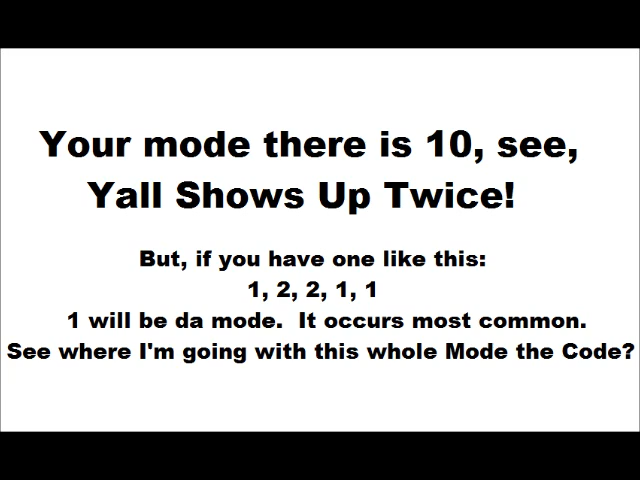 Your mode there is 10, see,
Yall Shows Up Twice!
But, if you have one like this:
1, 2, 2, 1, 1
1 will be da mode.  It occurs most common.
See where I'm going with this whole Mode the Code?